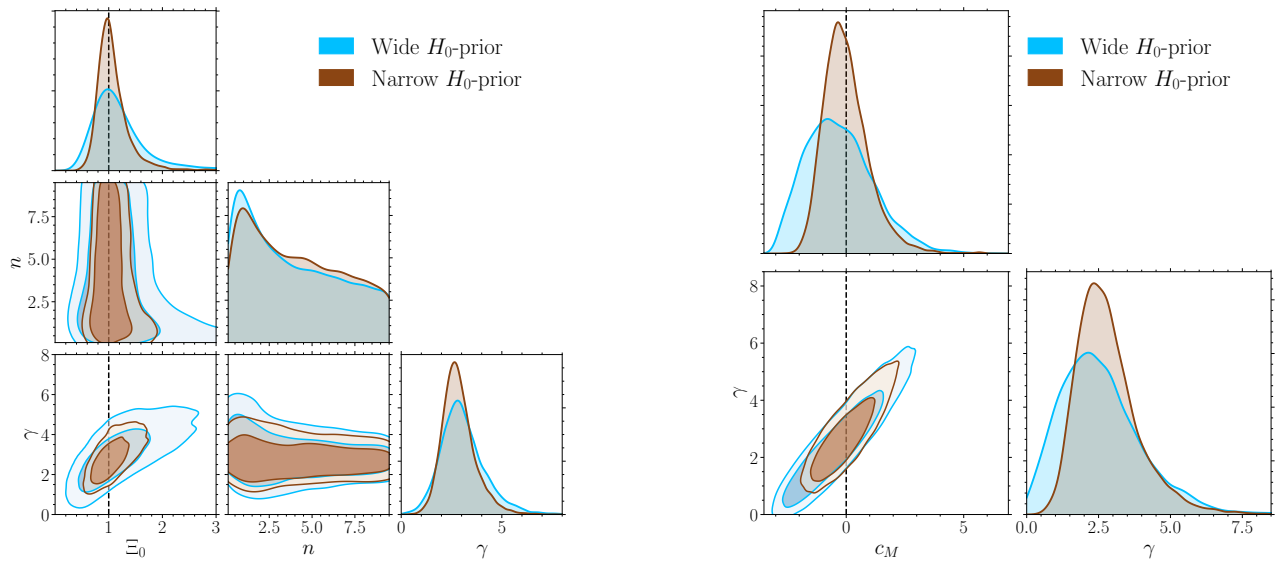 Wide H₀-prior
Narrow H₀-prior
n
7.5
5.0
2.5
γ
8
6
4
2
0
0 1 2 3
Ξ₀
2.5 5.0 7.5
n
0 5
γ
Wide H₀-prior
Narrow H₀-prior
γ
8
6
4
2
0
0 5
c_M
0.0 2.5 5.0 7.5
γ